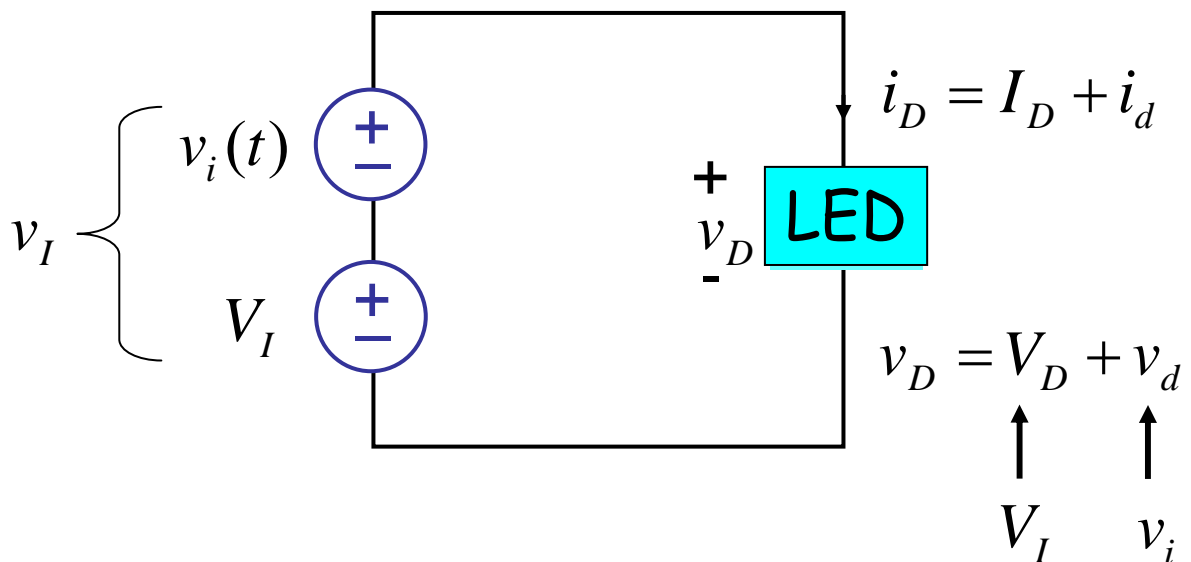 i_D = I_D + i_d
+
v_i(t)
+
−
+
v_D
-
LED
v_I
V_I
+
−
v_D = V_D + v_d
V_I v_i